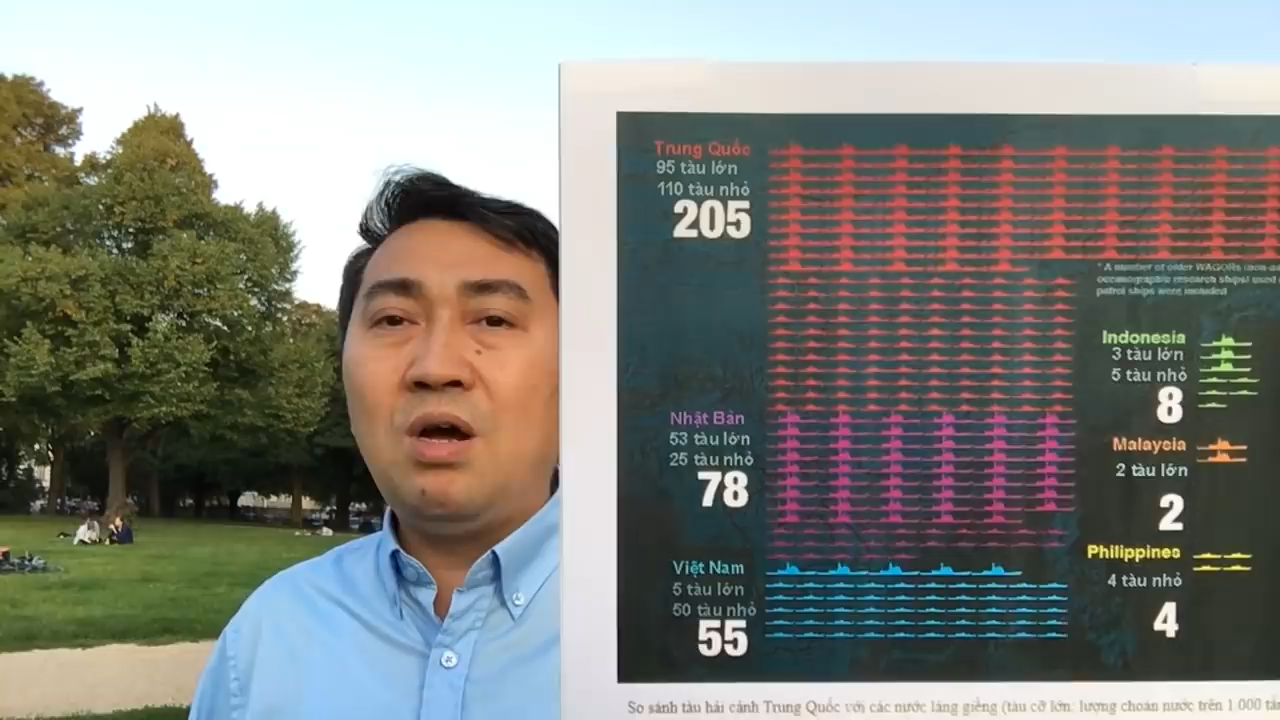 Trung Quốc
95 tàu lớn
110 tàu nhỏ
205
* A number of older WAGORs
oceanographic research ships) used
patrol ships were included
Indonesia
3 tàu lớn
5 tàu nhỏ
8
Nhật Bản
53 tàu lớn
25 tàu nhỏ
78
Malaysia
2 tàu lớn
2
Philippines
4 tàu nhỏ
4
Việt Nam
5 tàu lớn
50 tàu nhỏ
55
So sánh tàu hải cảnh Trung Quốc với các nước láng giềng (tàu cỡ lớn: lượng choán nước trên 1.000